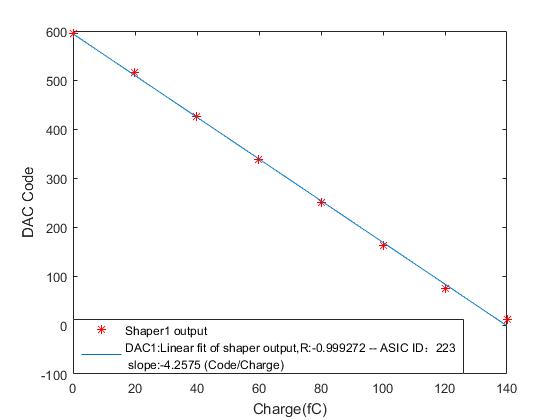 600
500
400
300
200
100
0
-100
DAC Code
Shaper1 output
DAC1:Linear fit of shaper output,R:-0.999272 -- ASIC ID：223
slope:-4.2575 (Code/Charge)
0 20 40 60 80 100 120 140
Charge(fC)